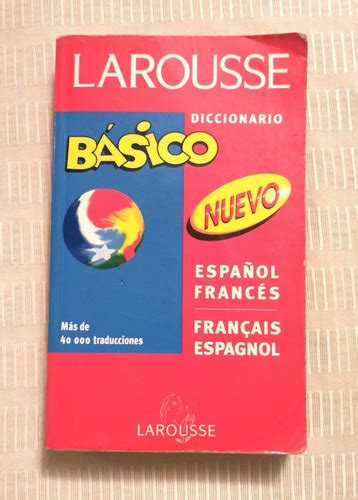 LAROUSSE
DICCIONARIO
BÁSICO
NUEVO
ESPAÑOL
FRANCÉS
FRANÇAIS
ESPAGNOL
Más de
40 000 traducciones
LAROUSSE